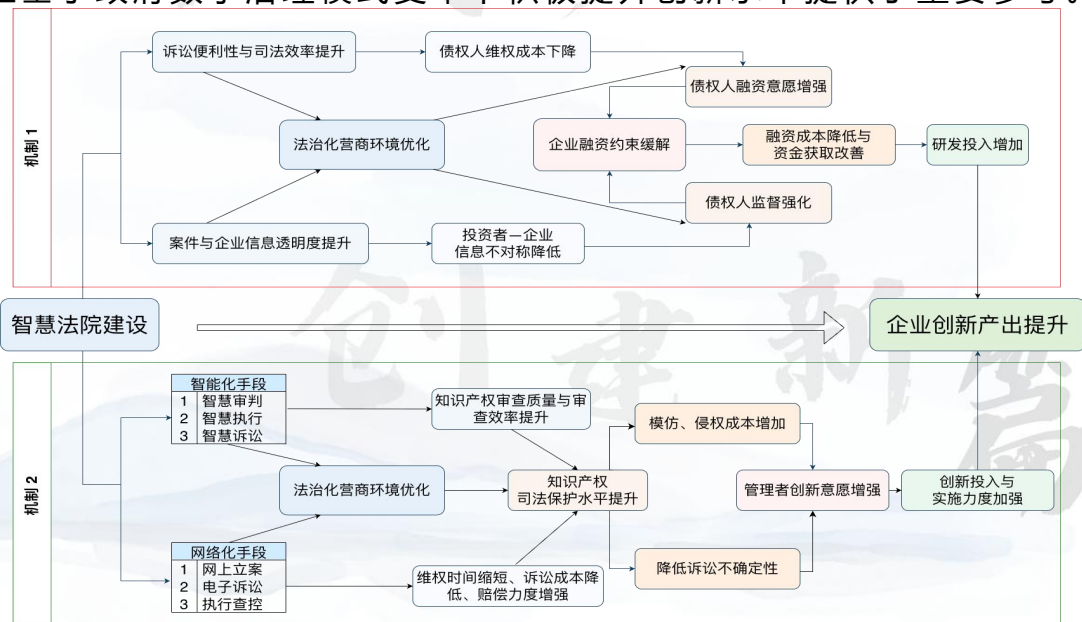 机制 1
诉讼便利性与司法效率提升
债权人维权成本下降
债权人融资意愿增强
法治化营商环境优化
企业融资约束缓解
融资成本降低与
资金获取改善
研发投入增加
债权人监督强化
案件与企业信息透明度提升
投资者—企业
信息不对称降低
智慧法院建设
企业创新产出提升
机制 2
智能化手段
1 智慧审判
2 智慧执行
3 智慧诉讼
知识产权审查质量与审
查效率提升
模仿、侵权成本增加
法治化营商环境优化
知识产权
司法保护水平提升
管理者创新意愿增强
创新投入与
实施力度加强
网络化手段
1 网上立案
2 电子诉讼
3 执行查控
维权时间缩短、诉讼成本降
低、赔偿力度增强
降低诉讼不确定性
创建新篇